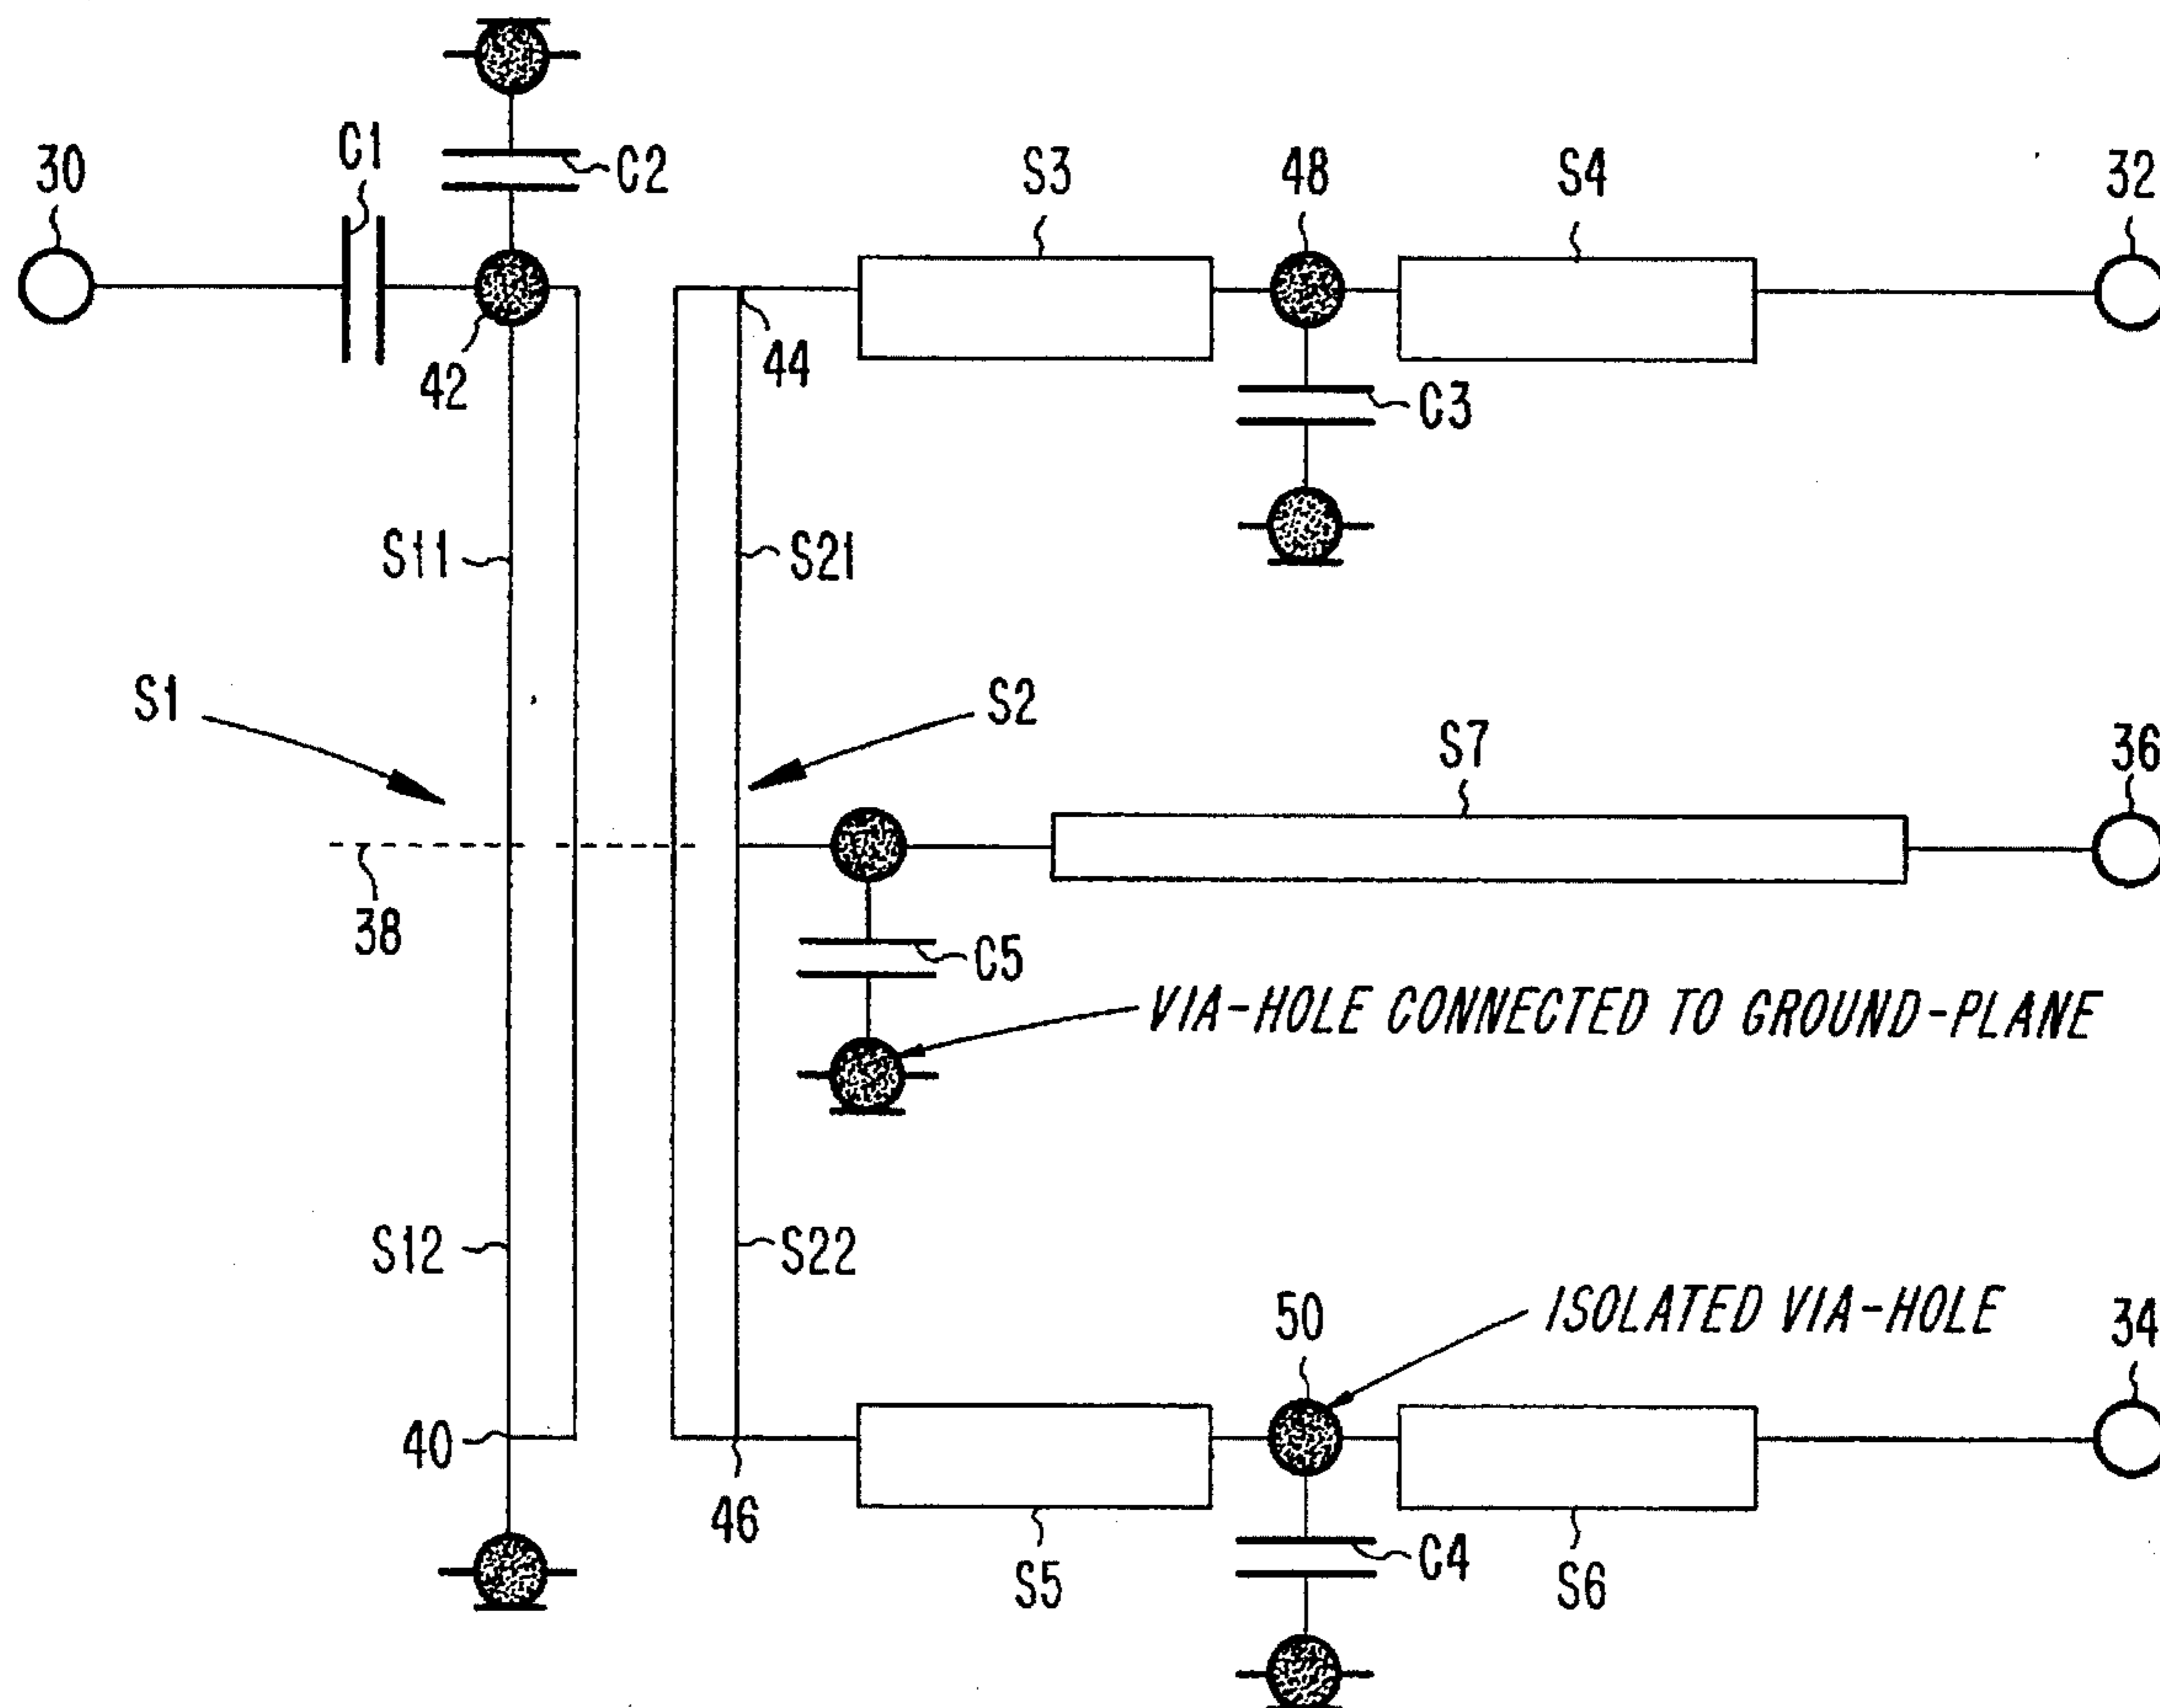 30
C1
C2
S3
48
S4
32
42
44
C3
S11
S21
S1
S2
S7
36
38
C5
VIA-HOLE CONNECTED TO GROUND-PLANE
S12
S22
50
ISOLATED VIA-HOLE
34
40
46
S5
C4
S6